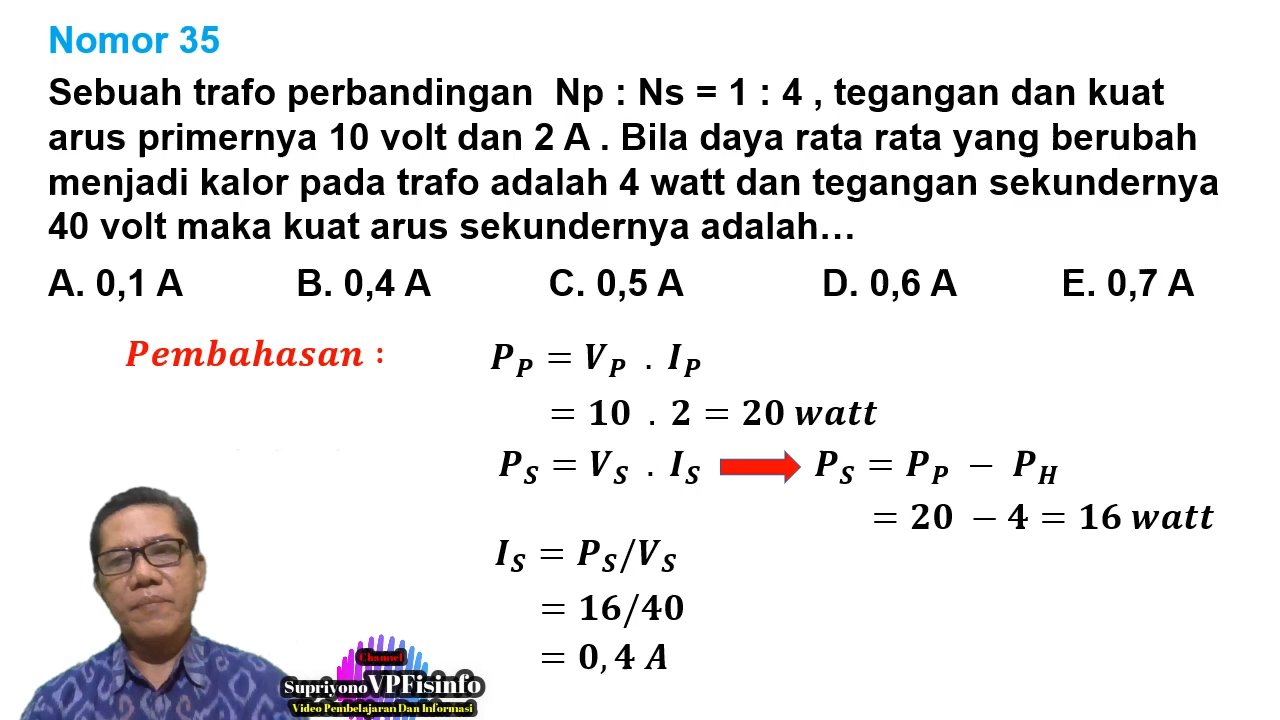 Nomor 35
Sebuah trafo perbandingan Np : Ns = 1 : 4 , tegangan dan kuat
arus primernya 10 volt dan 2 A . Bila daya rata rata yang berubah
menjadi kalor pada trafo adalah 4 watt dan tegangan sekundernya
40 volt maka kuat arus sekundernya adalah…
A. 0,1 A B. 0,4 A C. 0,5 A D. 0,6 A E. 0,7 A
Pembahasan :
P_P = V_P . I_P
= 10 . 2 = 20 watt
P_S = V_S . I_S P_S = P_P − P_H
= 20 − 4 = 16 watt
I_S = P_S/V_S
= 16/40
= 0,4 A
Channel
Supriyono VPFisinfo
Video Pembelajaran Dan Informasi